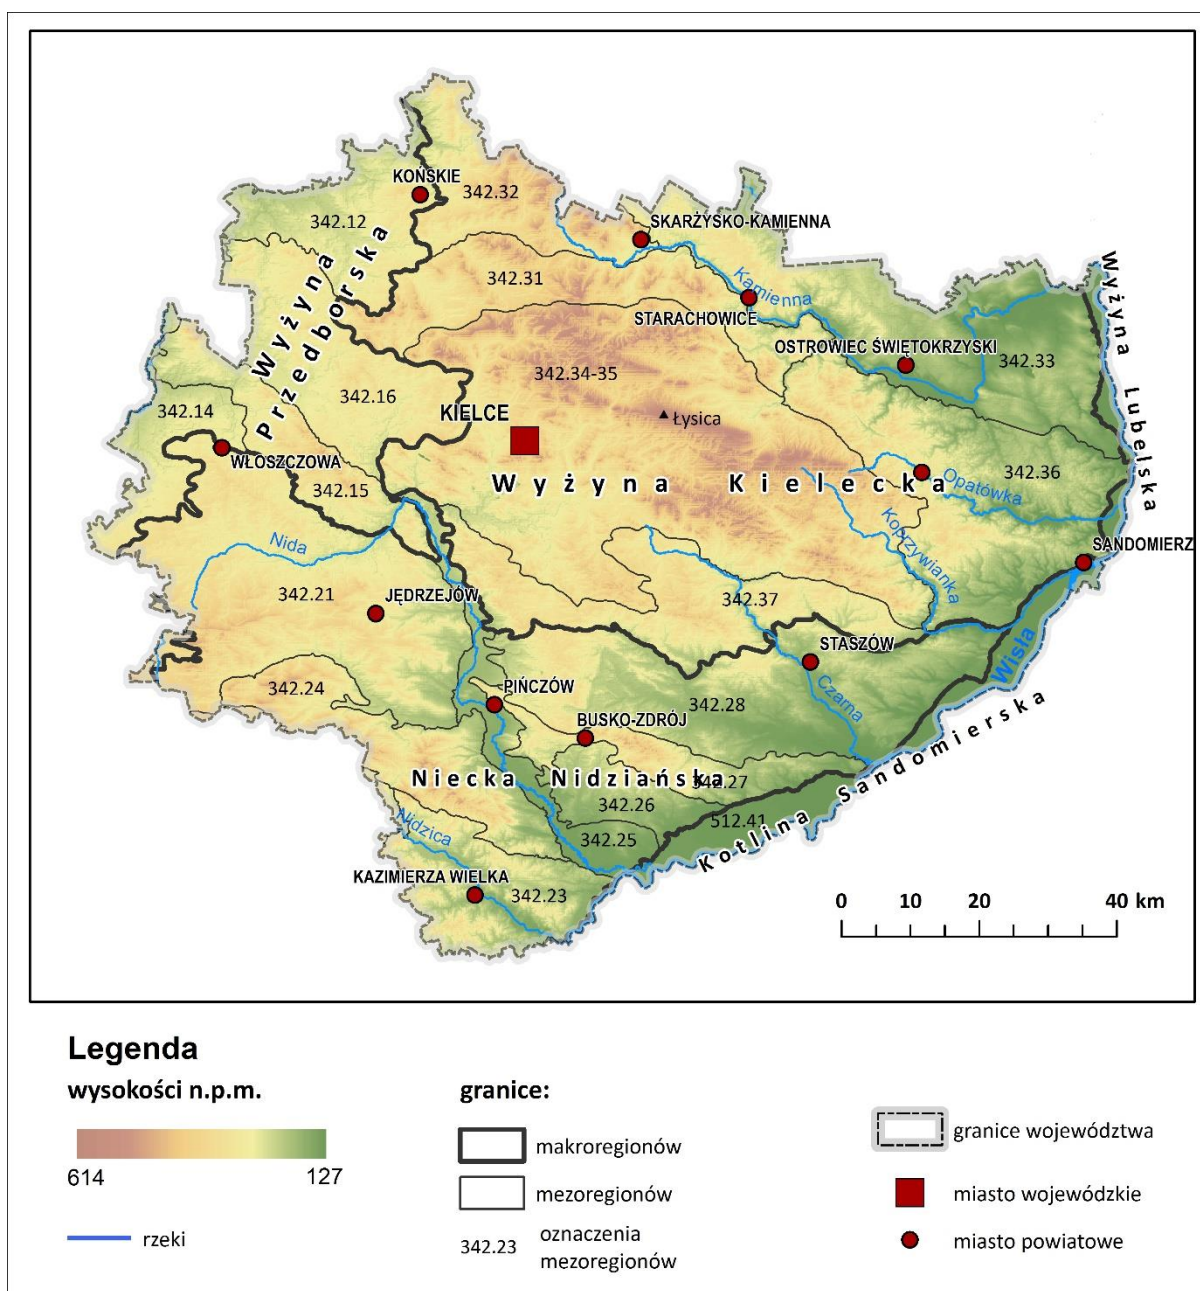 KOŃSKIE
342.32
342.12
SKARŻYSKO-KAMIENNA
Wyżyna
Przedborska
342.31
Kamienna
STARACHOWICE
Wyżyna Lubelska
OSTROWIEC ŚWIĘTOKRZYSKI
342.33
342.34-35
342.16
342.14
KIELCE
Łysica
WŁOSZCZOWA
342.15
Wyżyna Kielecka
342.36
Opatówka
Koprzywianka
Nida
SANDOMIERZ
342.21
JĘDRZEJÓW
342.37
STASZÓW
Wisła
342.24
PIŃCZÓW
342.28
Czarna
BUSKO-ZDRÓJ
Niecka Nidziańska
342.27
342.26
512.41
Kotlina Sandomierska
Nidzica
342.25
KAZIMIERZA WIELKA
342.23
0 10 20 40 km
Legenda
wysokości n.p.m.
614 127
rzeki
granice:
makroregionów
mezoregionów
342.23
oznaczenia
mezoregionów
granice województwa
miasto wojewódzkie
miasto powiatowe